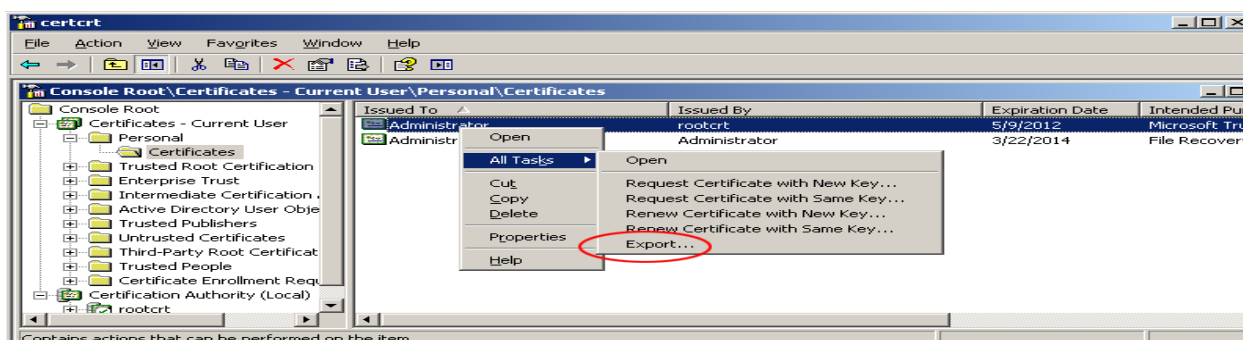 certcrt
File Action View Favorites Window Help
Console Root\Certificates - Current User\Personal\Certificates
Console Root
Certificates - Current User
Personal
Certificates
Trusted Root Certification
Enterprise Trust
Intermediate Certification
Active Directory User Obje
Trusted Publishers
Untrusted Certificates
Third-Party Root Certificat
Trusted People
Certificate Enrollment Requ
Certification Authority (Local)
rootcrt
Issued To Issued By Expiration Date Intended Pu
Administrator rootcrt 5/9/2012 Microsoft Tru
Administr Administrator 3/22/2014 File Recover
Open
All Tasks
Cut
Copy
Delete
Properties
Help
Open
Request Certificate with New Key...
Request Certificate with Same Key...
Renew Certificate with New Key...
Renew Certificate with Same Key...
Export...
Contains actions that can be performed on the item